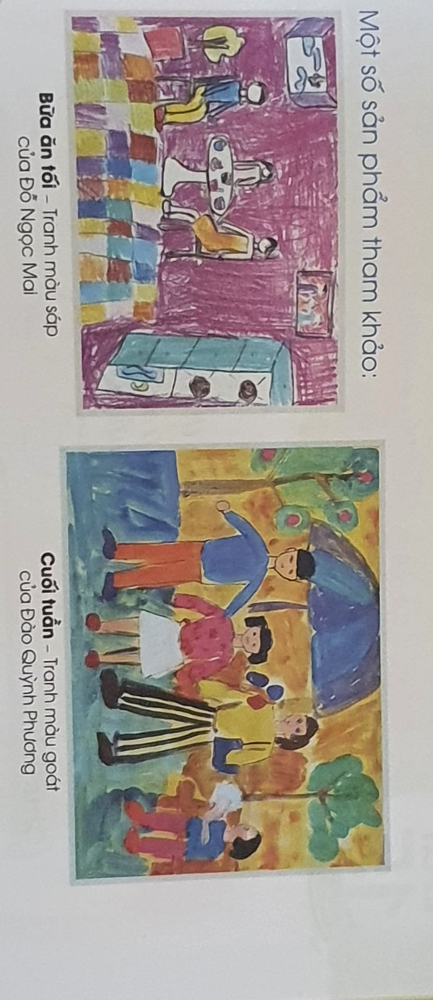 Một số sản phẩm tham khảo:
Bữa ăn tối – Tranh màu sáp
của Đỗ Ngọc Mai
Cuối tuần – Tranh màu goát
của Đào Quỳnh Phương